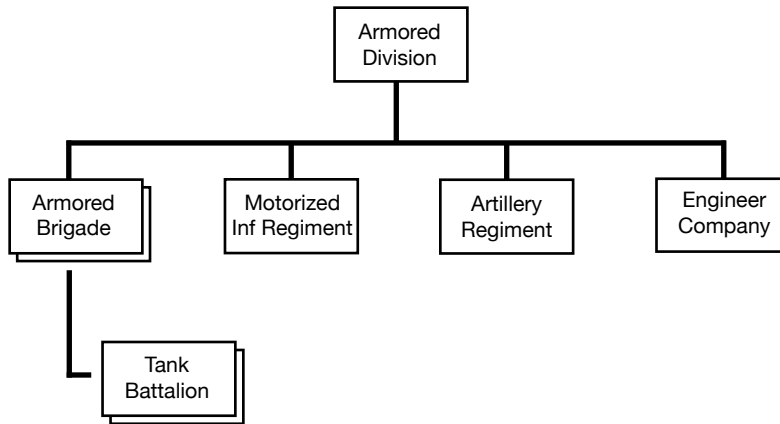 Armored
Division
Armored
Brigade
Motorized
Inf Regiment
Artillery
Regiment
Engineer
Company
Tank
Battalion